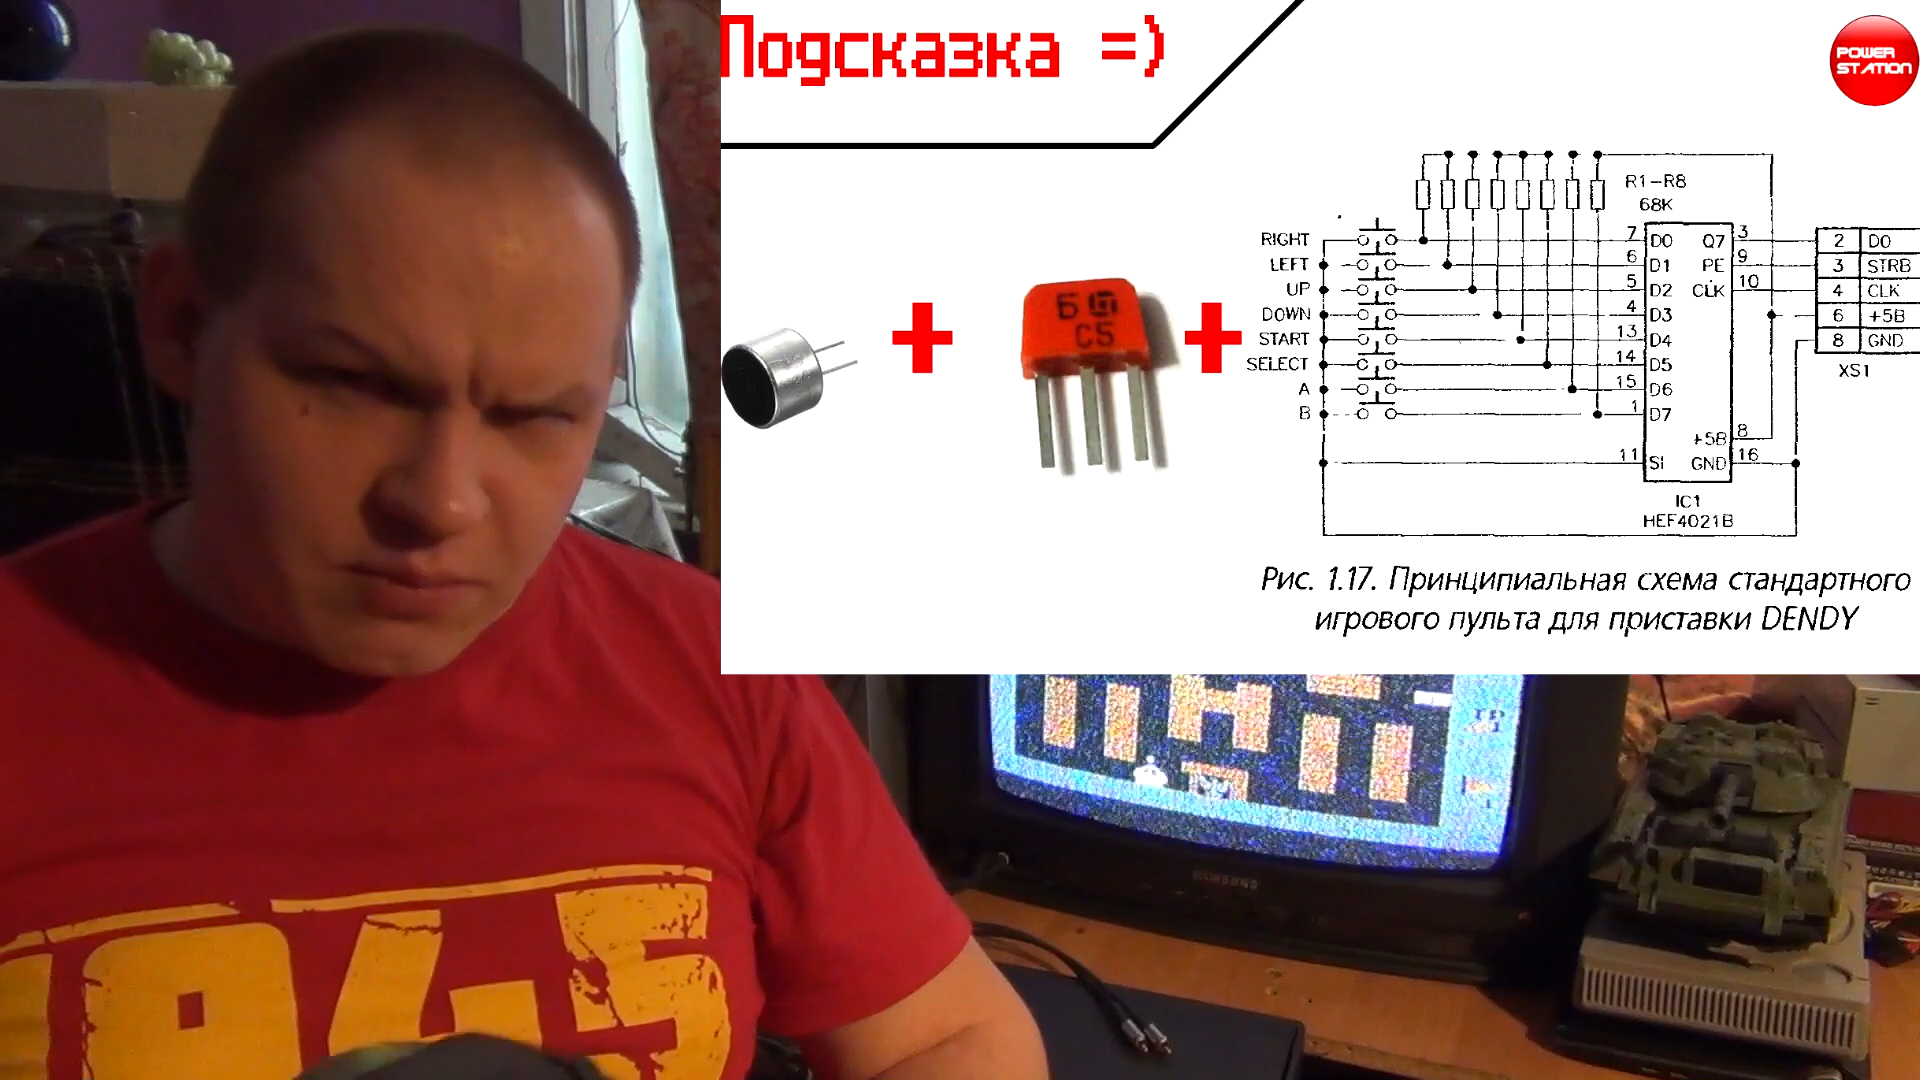 Подсказка =)
POWER
STATION
Б
С5
R1-R8
68K
RIGHT
LEFT
UP
DOWN
START
SELECT
A
B
7 D0 Q7 3
6 D1 PE 9
5 D2 CLK 10
4 D3
13 D4
14 D5
15 D6
1 D7
+5В 8
11 SI GND 16
2 D0
3 STRB
4 CLK
6 +5В
8 GND
XS1
IC1
HEF4021B
Рис. 1.17. Принципиальная схема стандартного
игрового пульта для приставки DENDY
1945
SAMSUNG